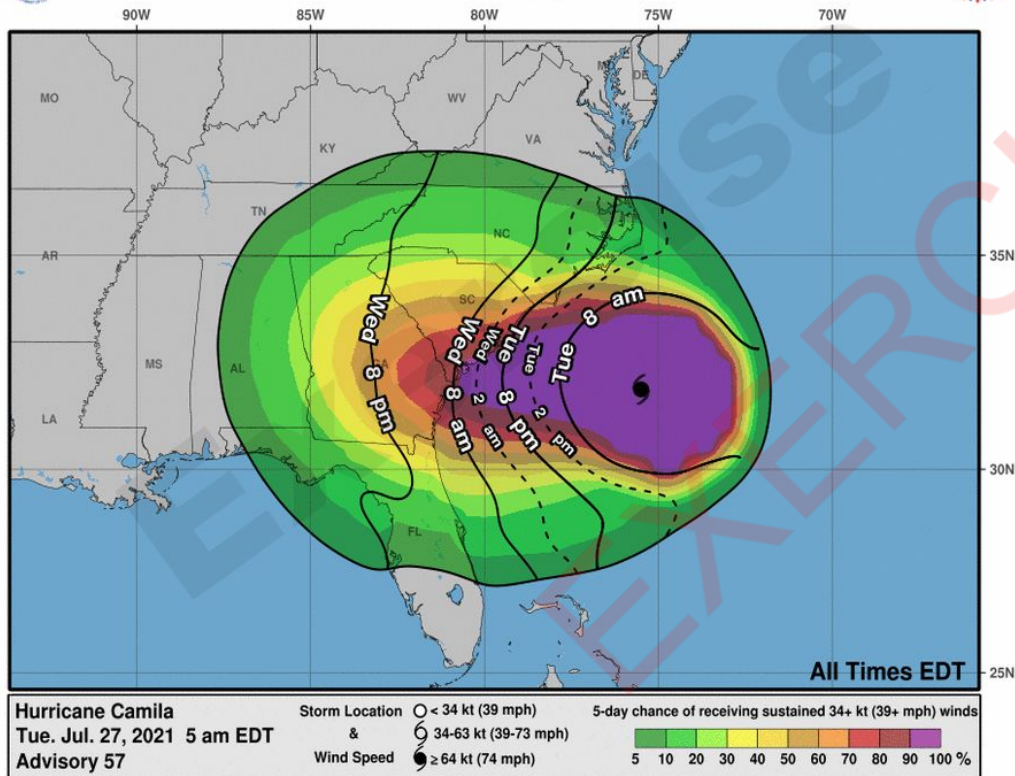 90W 85W 80W 75W 70W
MO
WV
MD
DE
KY
VA
TN
NC
AR
35N
SC
8 am
Wed 8 pm
Wed 8 am
Wed 2 am
Tue 8 pm
Tue 2 pm
Tue
MS
AL
GA
LA
30N
FL
25N
Exercise
EXERCI
All Times EDT
Hurricane Camila
Tue. Jul. 27, 2021 5 am EDT
Advisory 57
Storm Location
&
Wind Speed
< 34 kt (39 mph)
34-63 kt (39-73 mph)
≥ 64 kt (74 mph)
5-day chance of receiving sustained 34+ kt (39+ mph) winds
5 10 20 30 40 50 60 70 80 90 100 %